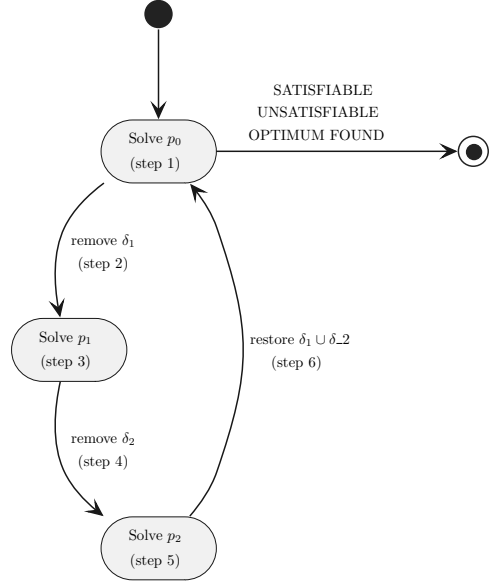 SATISFIABLE
UNSATISFIABLE
OPTIMUM FOUND
Solve p₀
(step 1)
remove δ₁
(step 2)
Solve p₁
(step 3)
restore δ₁ ∪ δ_2
(step 6)
remove δ₂
(step 4)
Solve p₂
(step 5)